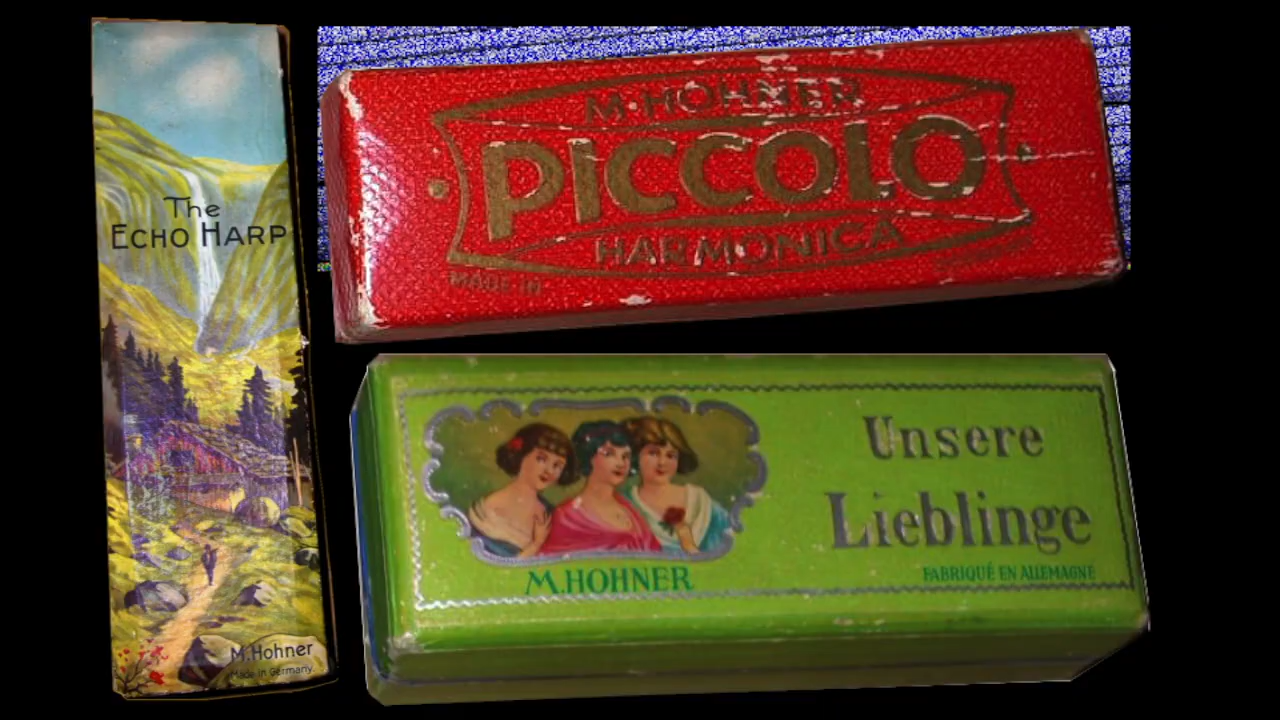 The
ECHO HARP
M. Hohner
Made in Germany.
M. HOHNER
PICCOLO
HARMONICA
MADE IN
Unsere
Lieblinge
M. HOHNER
FABRIQUÉ EN ALLEMAGNE